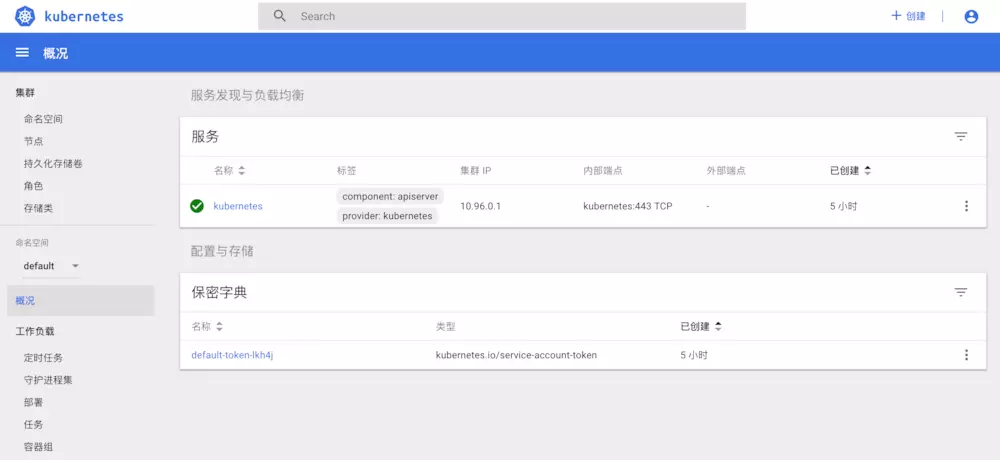 kubernetes
Search
创建
概况
集群
命名空间
节点
持久化存储卷
角色
存储类
命名空间
default
概况
工作负载
定时任务
守护进程集
部署
任务
容器组
服务发现与负载均衡
服务
名称 标签 集群 IP 内部端点 外部端点 已创建
kubernetes component: apiserver provider: kubernetes 10.96.0.1 kubernetes:443 TCP - 5 小时
配置与存储
保密字典
名称 类型 已创建
default-token-lkh4j kubernetes.io/service-account-token 5 小时